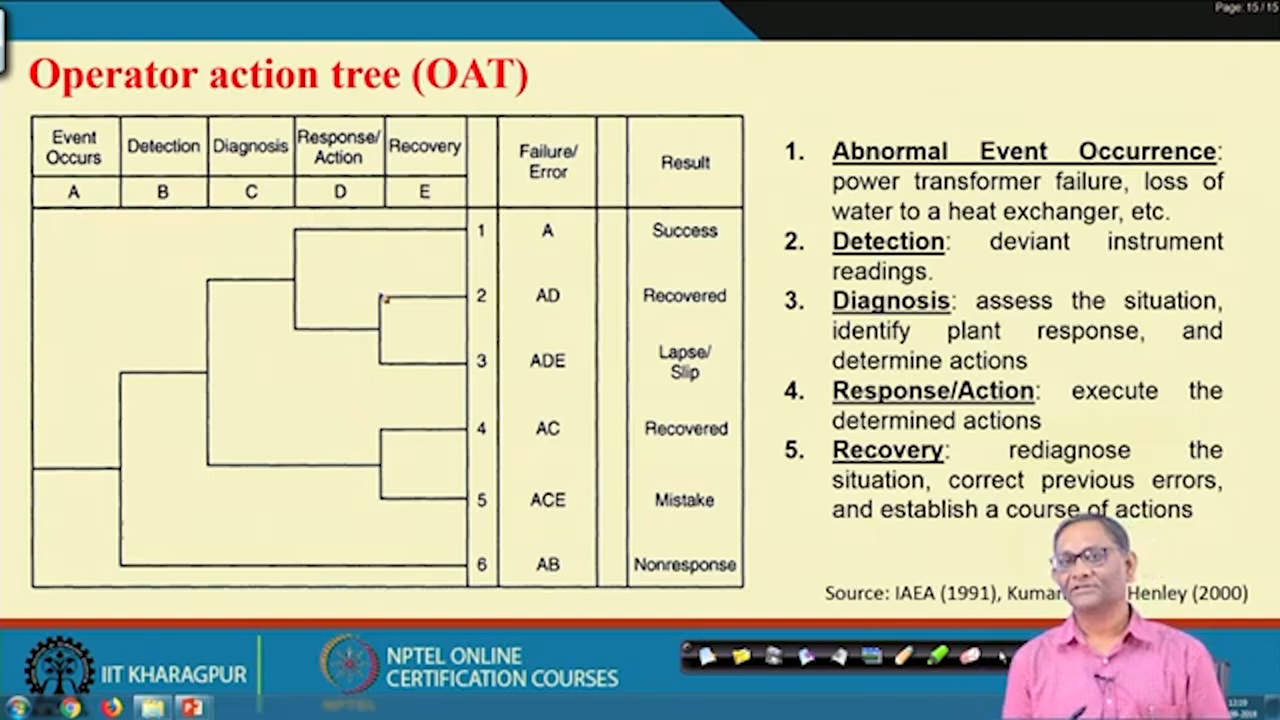 Page: 15 / 15
Operator action tree (OAT)
Event Occurs Detection Diagnosis Response/ Action Recovery Failure/ Error Result
A B C D E
1 A Success
2 AD Recovered
3 ADE Lapse/ Slip
4 AC Recovered
5 ACE Mistake
6 AB Nonresponse
1. Abnormal Event Occurrence:
power transformer failure, loss of
water to a heat exchanger, etc.
2. Detection: deviant instrument
readings.
3. Diagnosis: assess the situation,
identify plant response, and
determine actions
4. Response/Action: execute the
determined actions
5. Recovery: rediagnose the
situation, correct previous errors,
and establish a course of actions
Source: IAEA (1991), Henley (2000)
IIT KHARAGPUR
NPTEL ONLINE
CERTIFICATION COURSES